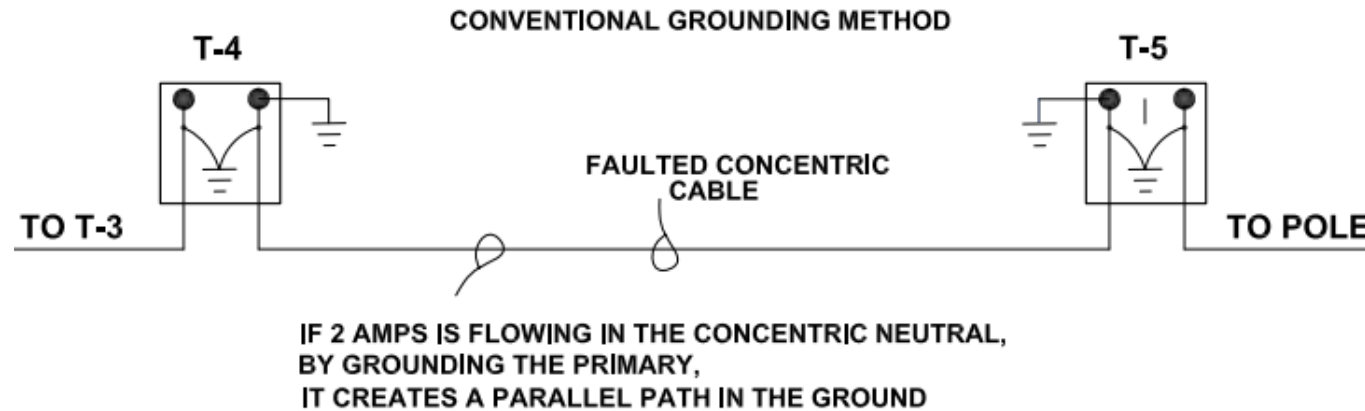 CONVENTIONAL GROUNDING METHOD
T-4
T-5
FAULTED CONCENTRIC
CABLE
TO T-3
TO POLE
IF 2 AMPS IS FLOWING IN THE CONCENTRIC NEUTRAL,
BY GROUNDING THE PRIMARY,
IT CREATES A PARALLEL PATH IN THE GROUND